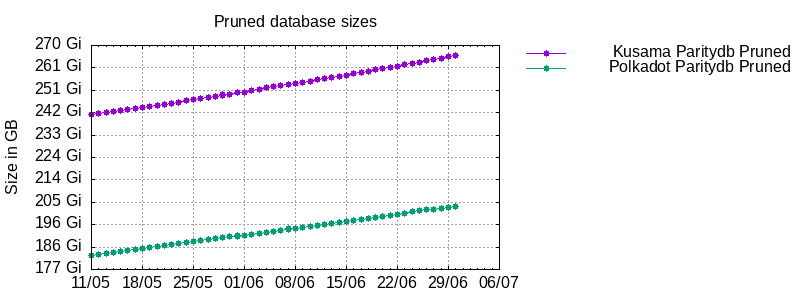 Pruned database sizes
Kusama Paritydb Pruned
Polkadot Paritydb Pruned
Size in GB
270 Gi
261 Gi
251 Gi
242 Gi
233 Gi
224 Gi
214 Gi
205 Gi
196 Gi
186 Gi
177 Gi
11/05 18/05 25/05 01/06 08/06 15/06 22/06 29/06 06/07